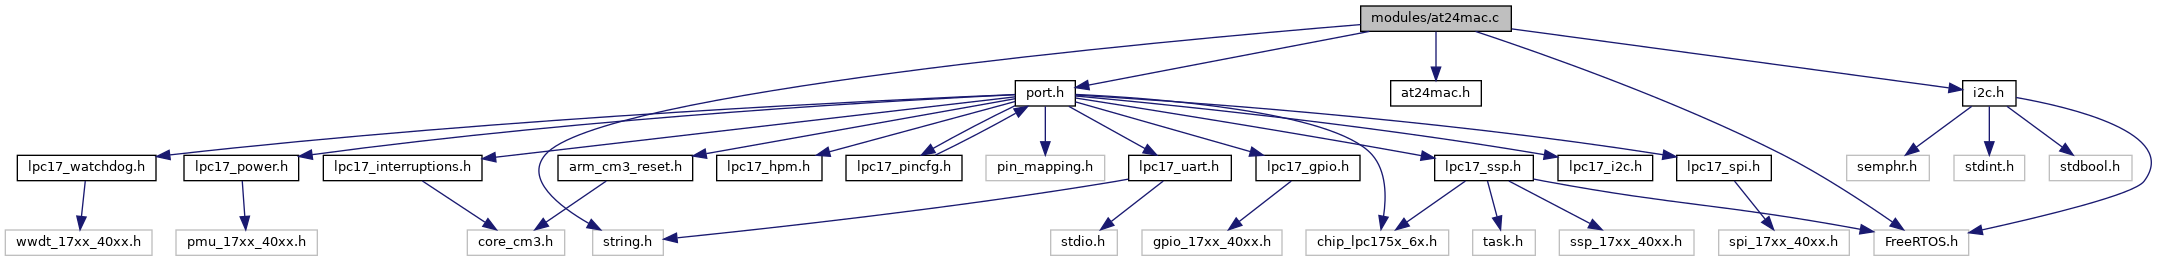 modules/at24mac.c
port.h
at24mac.h
i2c.h
lpc17_watchdog.h
lpc17_power.h
lpc17_interruptions.h
arm_cm3_reset.h
lpc17_hpm.h
lpc17_pincfg.h
pin_mapping.h
lpc17_uart.h
lpc17_gpio.h
lpc17_ssp.h
lpc17_i2c.h
lpc17_spi.h
semphr.h
stdint.h
stdbool.h
wwdt_17xx_40xx.h
pmu_17xx_40xx.h
core_cm3.h
string.h
stdio.h
gpio_17xx_40xx.h
chip_lpc175x_6x.h
task.h
ssp_17xx_40xx.h
spi_17xx_40xx.h
FreeRTOS.h